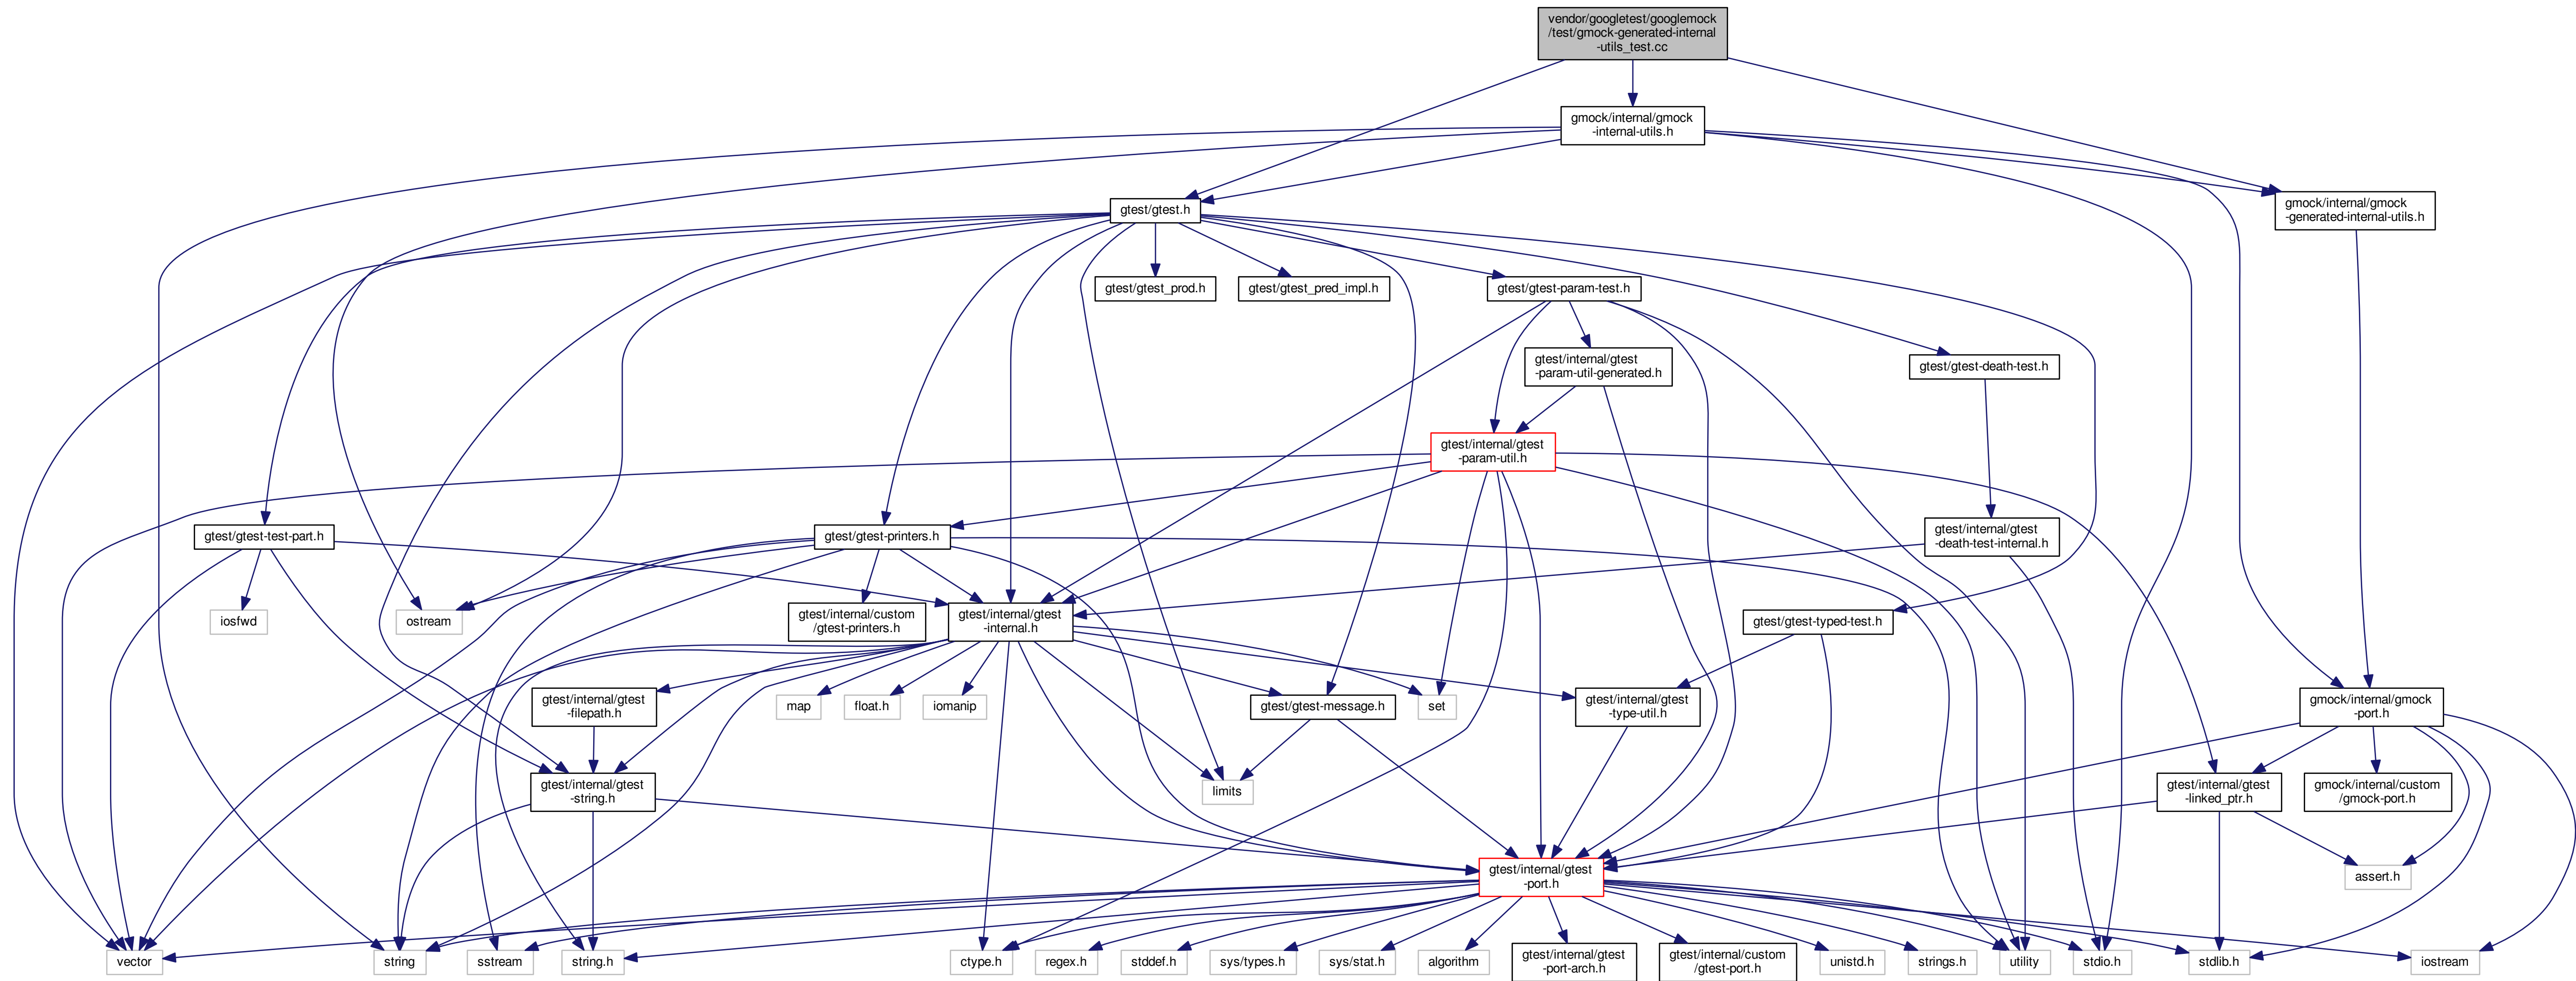 vendor/googletest/googlemock
/test/gmock-generated-internal
-utils_test.cc
gmock/internal/gmock
-internal-utils.h
gtest/gtest.h
gmock/internal/gmock
-generated-internal-utils.h
gtest/gtest_prod.h
gtest/gtest_pred_impl.h
gtest/gtest-param-test.h
gtest/internal/gtest
-param-util-generated.h
gtest/gtest-death-test.h
gtest/internal/gtest
-param-util.h
gtest/gtest-test-part.h
gtest/gtest-printers.h
gtest/internal/gtest
-death-test-internal.h
iosfwd
ostream
gtest/internal/custom
/gtest-printers.h
gtest/internal/gtest
-internal.h
gtest/gtest-typed-test.h
gtest/internal/gtest
-filepath.h
map
float.h
iomanip
gtest/gtest-message.h
set
gtest/internal/gtest
-type-util.h
gmock/internal/gmock
-port.h
gtest/internal/gtest
-string.h
limits
gtest/internal/gtest
-linked_ptr.h
gmock/internal/custom
/gmock-port.h
gtest/internal/gtest
-port.h
assert.h
vector
string
sstream
string.h
ctype.h
regex.h
stddef.h
sys/types.h
sys/stat.h
algorithm
gtest/internal/gtest
-port-arch.h
gtest/internal/custom
/gtest-port.h
unistd.h
strings.h
utility
stdio.h
stdlib.h
iostream